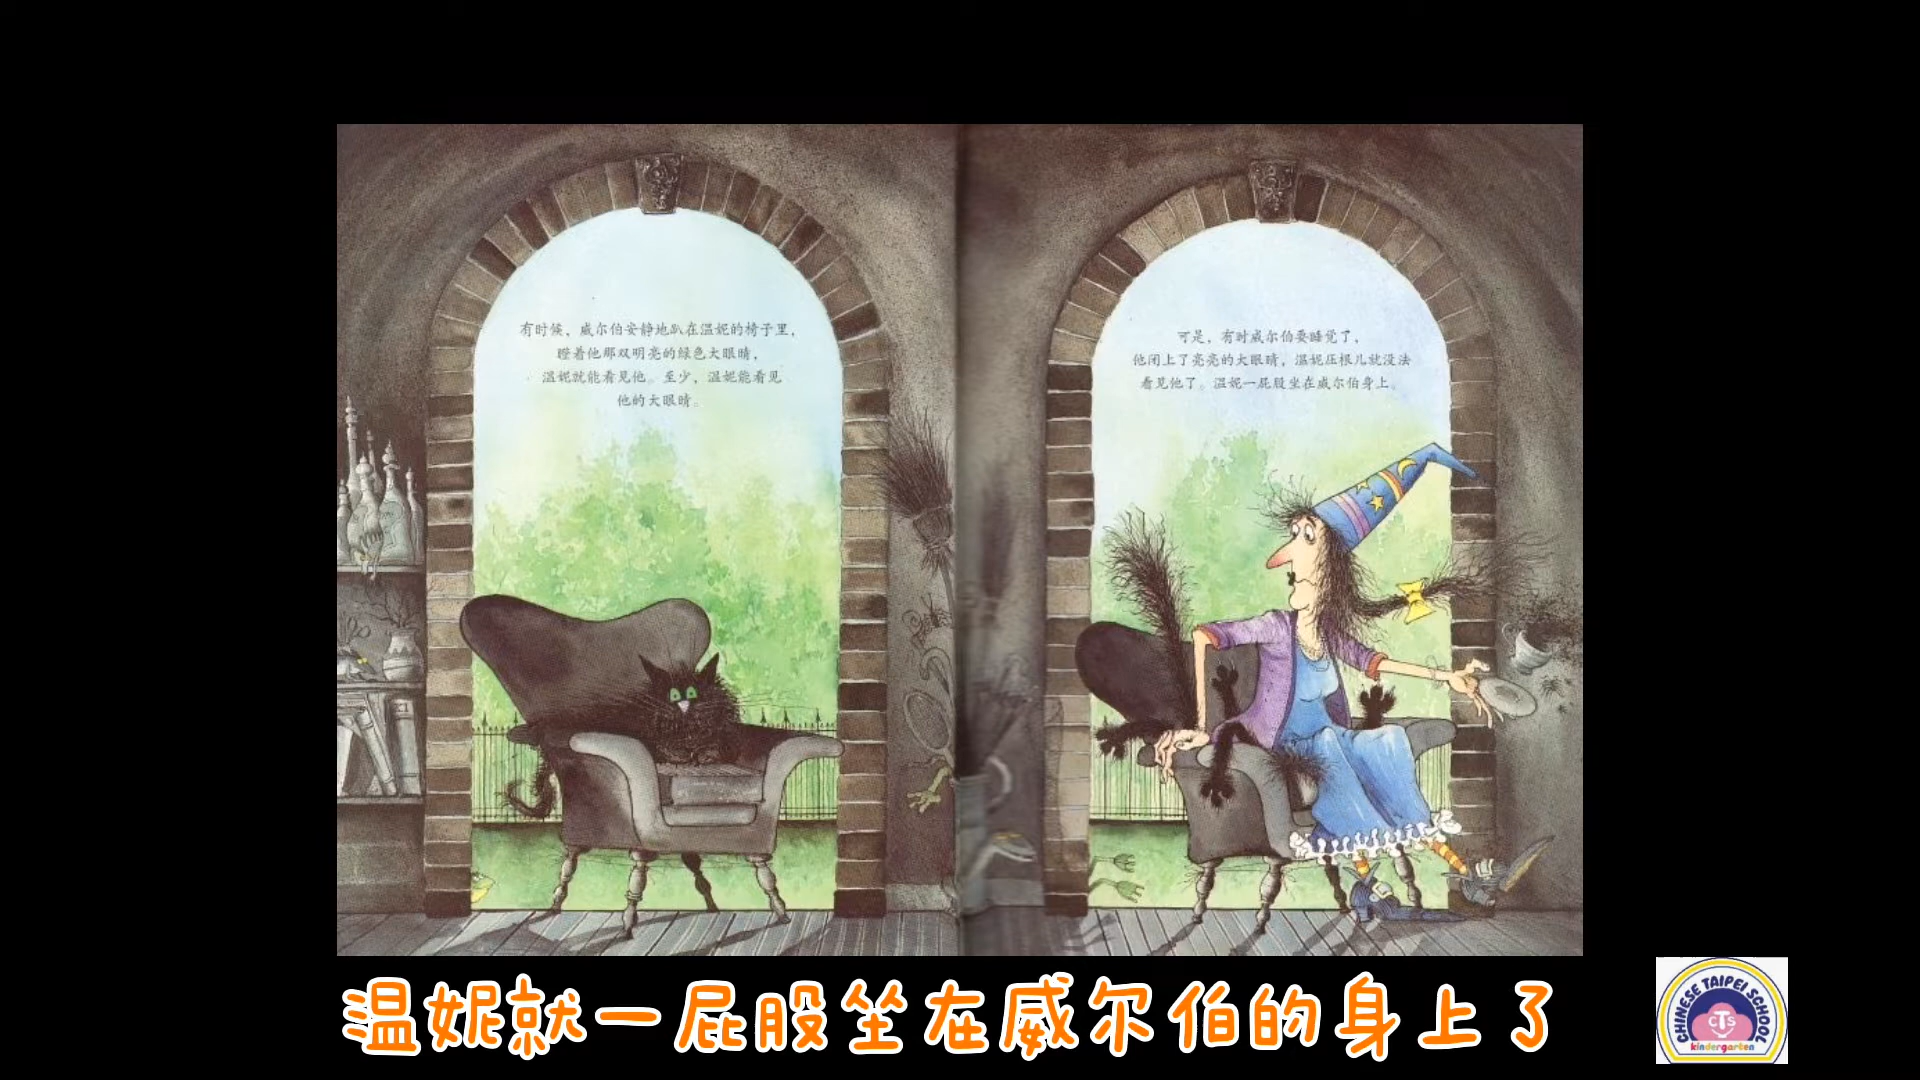 有时候，威尔伯安静地趴在温妮的椅子里，
瞪着他那双明亮的绿色大眼睛，
温妮就能看见他。至少，温妮能看见
他的大眼睛。
可是，有时威尔伯要睡觉了，
他闭上了亮亮的大眼睛，温妮压根儿就没法
看见他了。温妮一屁股坐在威尔伯身上。
温妮就一屁股坐在威尔伯的身上了
CHINESE TAIPEI SCHOOL
CTS
kindergarten